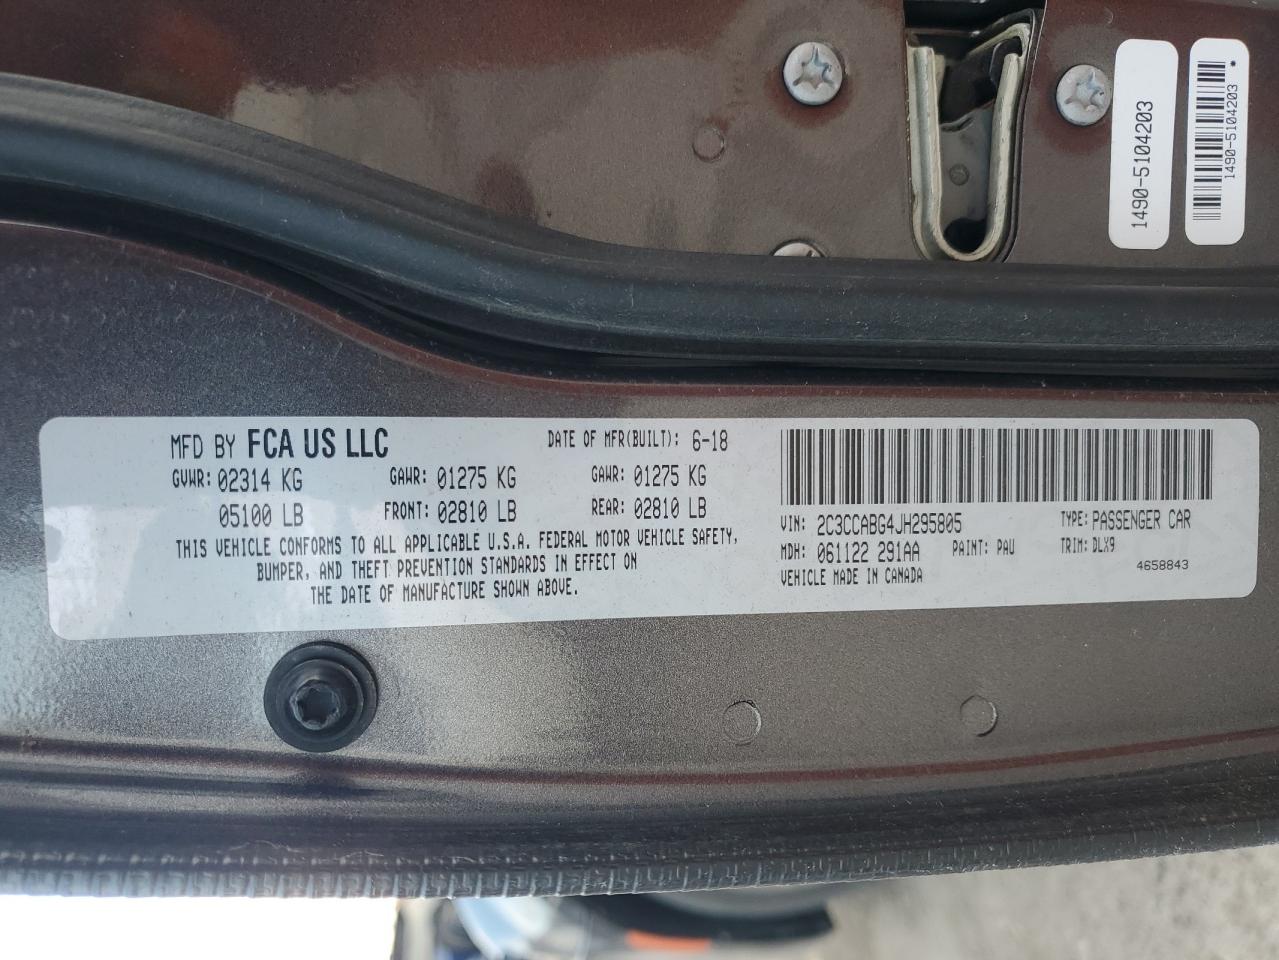 1490-5104203
1490-5104203 *
MFD BY FCA US LLC DATE OF MFR(BUILT): 6-18
GVWR: 02314 KG GAWR: 01275 KG GAWR: 01275 KG
05100 LB FRONT: 02810 LB REAR: 02810 LB
THIS VEHICLE CONFORMS TO ALL APPLICABLE U.S.A. FEDERAL MOTOR VEHICLE SAFETY,
BUMPER, AND THEFT PREVENTION STANDARDS IN EFFECT ON
THE DATE OF MANUFACTURE SHOWN ABOVE.
VIN: 2C3CCABG4JH295805 TYPE: PASSENGER CAR
MDH: 061122 291AA PAINT: PAU TRIM: DLX9
VEHICLE MADE IN CANADA 4658843